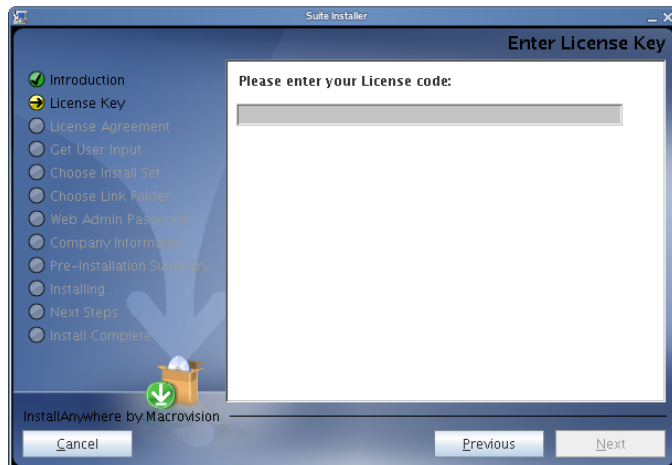 Suite Installer
Enter License Key
Introduction
License Key
License Agreement
Get User Input
Choose Install Set
Choose Link Folder
Web Admin Password
Company Information
Pre-Installation Summary
Installing...
Next Steps
Install Complete
Please enter your License code:
InstallAnywhere by Macrovision
Cancel
Previous
Next